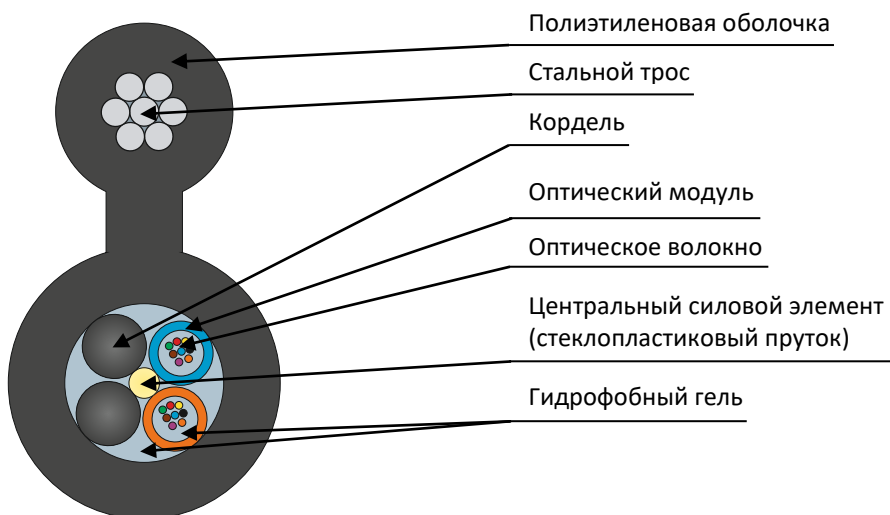 Полиэтиленовая оболочка
Стальной трос
Кордель
Оптический модуль
Оптическое волокно
Центральный силовой элемент
(стеклопластиковый пруток)
Гидрофобный гель